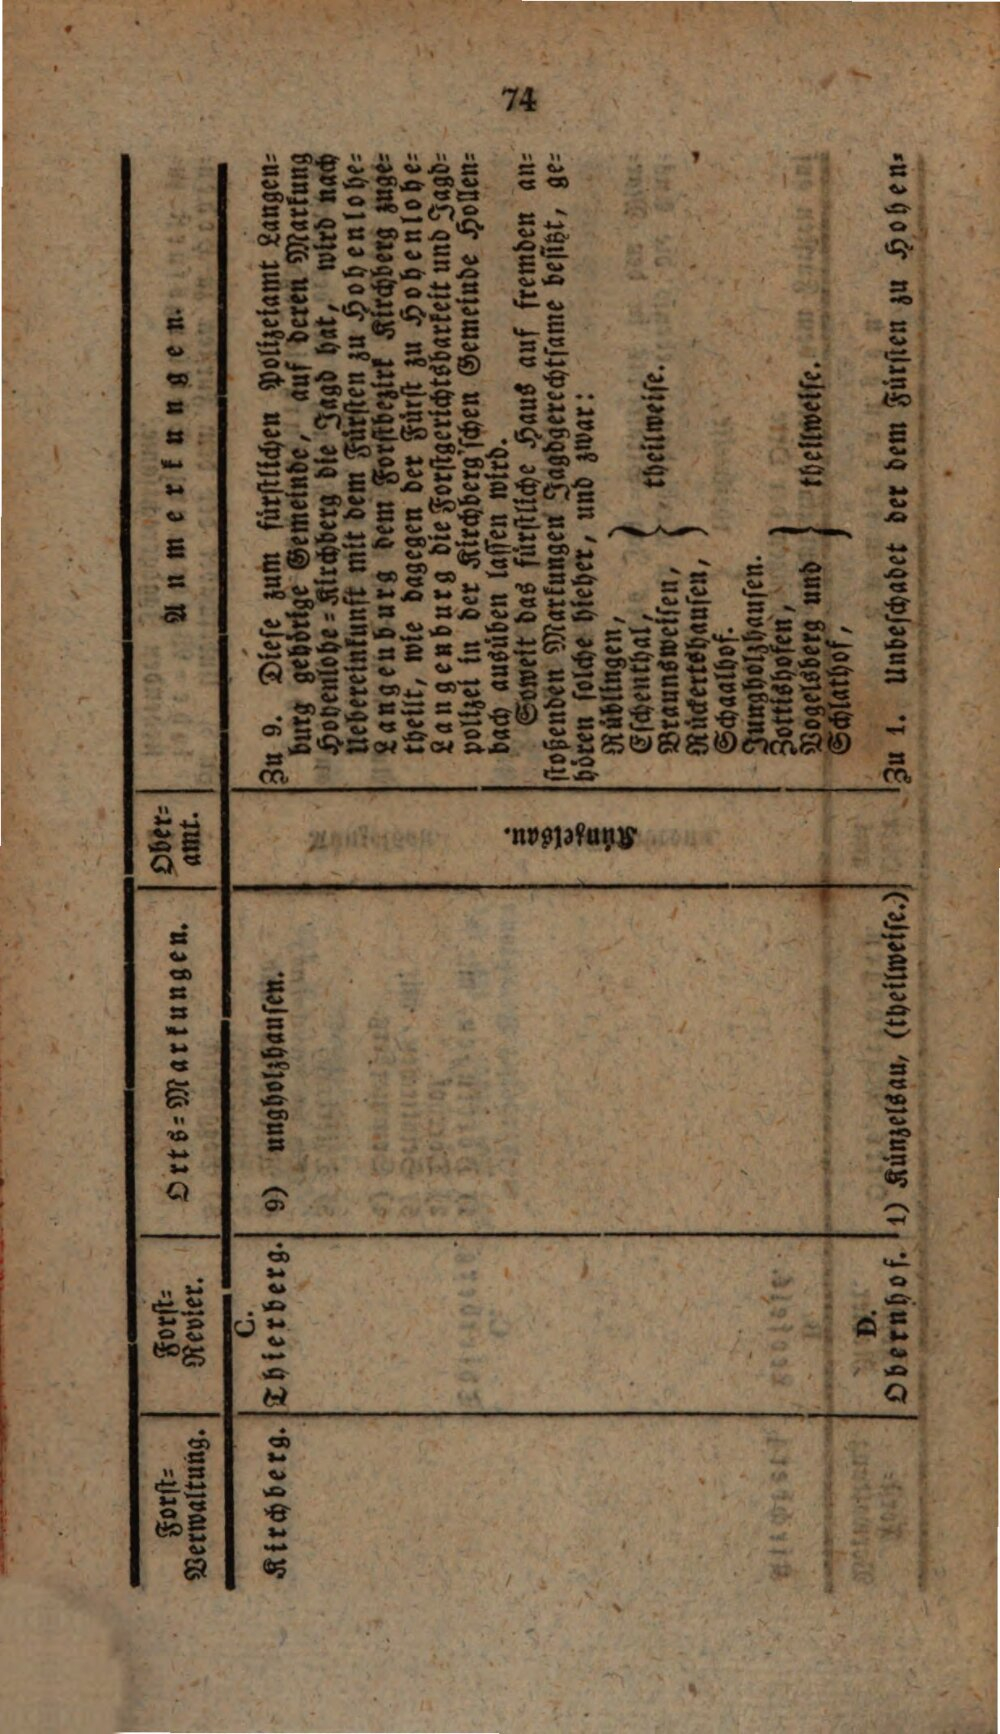 74
Forst=
Verwaltung.
Forst=
Revier.
Orts=Markungen.
Ober=
amt.
Anmerkungen.
Kirchberg.
C.
Thierberg.
9) ungholzhausen.
Künzelsau.
Zu 9. Diese zum fürstlichen Polizeiamt Langen=
burg gehörige Gemeinde, auf deren Markung
Hohenlohe=Kirchberg die Jagd hat, wird nach
Uebereinkunft mit dem Fürsten zu Hohenlohe=
Langenburg dem Forstbezirk Kirchberg zuge=
theilt, wie dagegen der Fürst zu Hohenlohe=
Langenburg die Forstgerichtsbarkeit und Jagd=
polizei in der Kirchberg'schen Gemeinde Hollen=
bach ausüben lassen wird.
Soweit das fürstliche Haus auf fremden an=
stoßenden Markungen Jagdgerechtsame besitzt, ge=
hören solche hieher, und zwar:
Rüblingen,
Eschenthal,
Braunsweisen,
Rückertshausen,
theilweise.
Schaalhof.
Jungholzhausen.
Zottishofen,
Vogelsberg und
Schlathof,
theilweise.
D.
Obernhof.
1) Künzelsau, (theilweise.)
Zu 1. Unbeschadet der dem Fürsten zu Hohen=